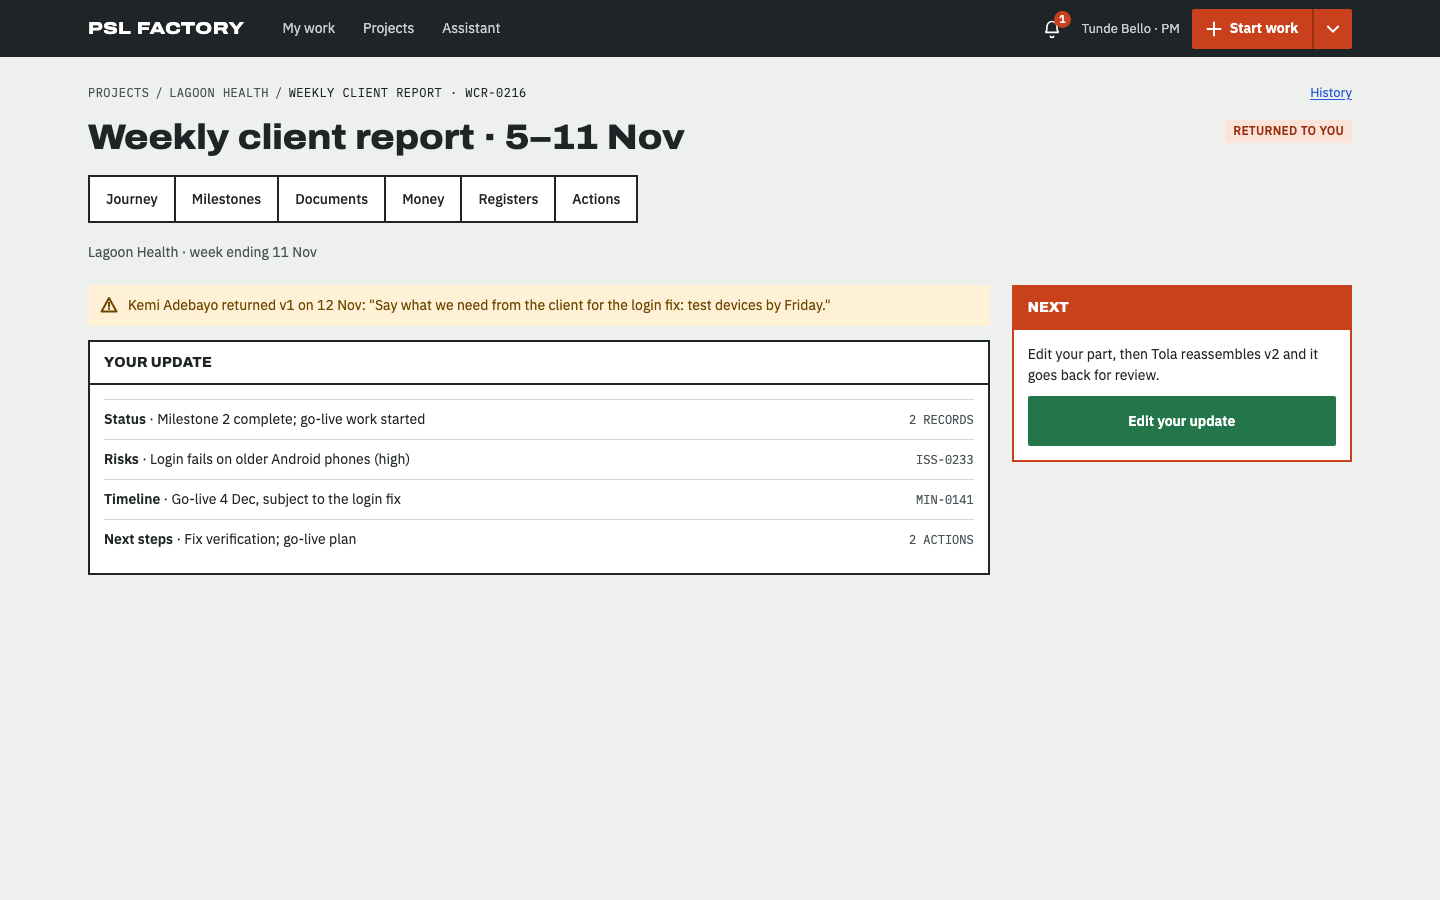 PSL FACTORY My work Projects Assistant 1 Tunde Bello · PM Start work
PROJECTS / LAGOON HEALTH / WEEKLY CLIENT REPORT · WCR-0216 History
Weekly client report · 5–11 Nov RETURNED TO YOU
Journey Milestones Documents Money Registers Actions
Lagoon Health · week ending 11 Nov
Kemi Adebayo returned v1 on 12 Nov: "Say what we need from the client for the login fix: test devices by Friday."
YOUR UPDATE
Status · Milestone 2 complete; go-live work started 2 RECORDS
Risks · Login fails on older Android phones (high) ISS-0233
Timeline · Go-live 4 Dec, subject to the login fix MIN-0141
Next steps · Fix verification; go-live plan 2 ACTIONS
NEXT
Edit your part, then Tola reassembles v2 and it
goes back for review.
Edit your update